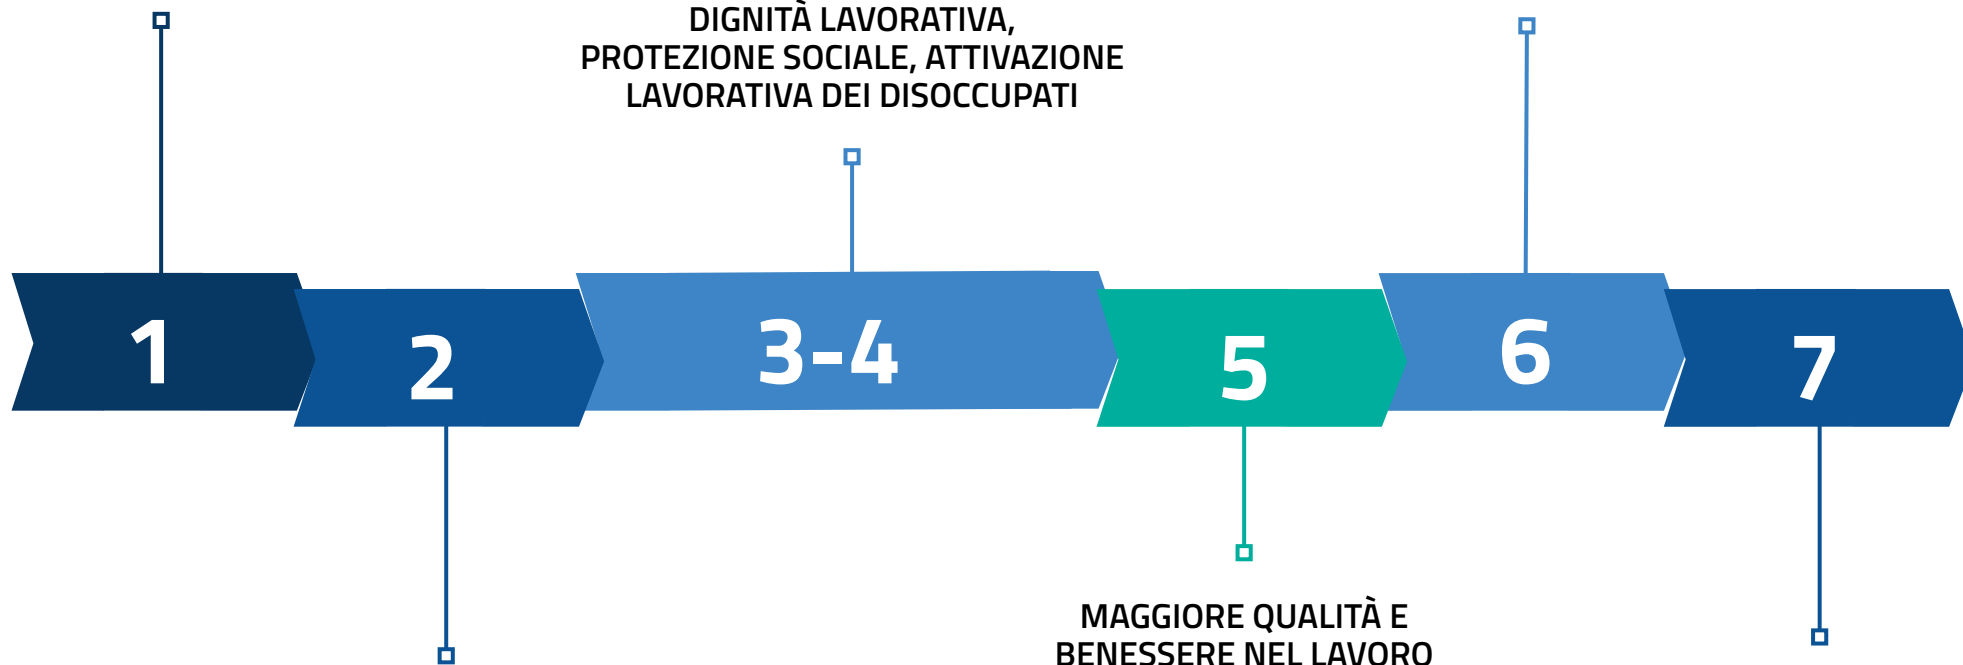 DIGNITÀ LAVORATIVA,
PROTEZIONE SOCIALE, ATTIVAZIONE
LAVORATIVA DEI DISOCCUPATI
1
2
3-4
5
6
7
MAGGIORE QUALITÀ E
BENESSERE NEL LAVORO